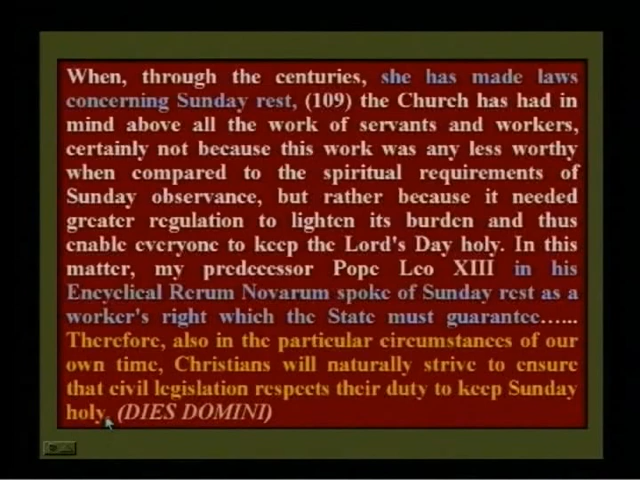 When, through the centuries, she has made laws
concerning Sunday rest, (109) the Church has had in
mind above all the work of servants and workers,
certainly not because this work was any less worthy
when compared to the spiritual requirements of
Sunday observance, but rather because it needed
greater regulation to lighten its burden and thus
enable everyone to keep the Lord's Day holy. In this
matter, my predecessor Pope Leo XIII in his
Encyclical Rerum Novarum spoke of Sunday rest as a
worker's right which the State must guarantee......
Therefore, also in the particular circumstances of our
own time, Christians will naturally strive to ensure
that civil legislation respects their duty to keep Sunday
holy. (DIES DOMINI)